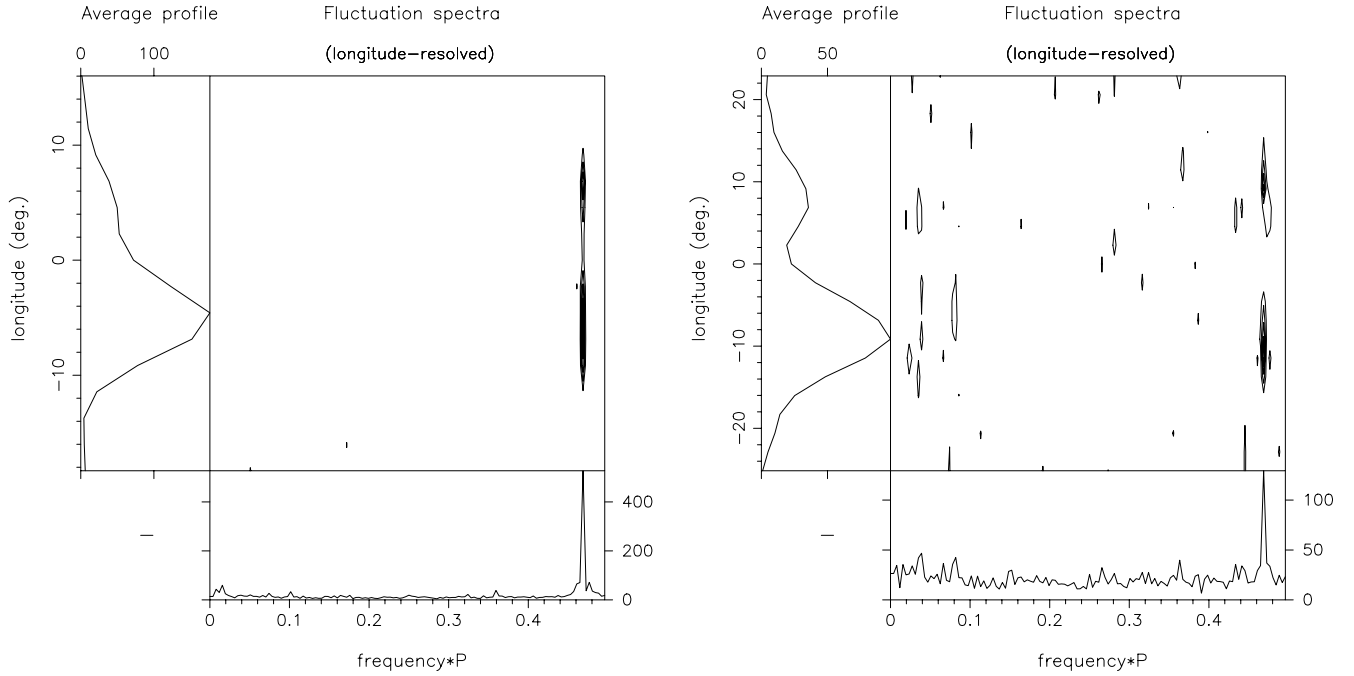 Average profile Fluctuation spectra
0 100 (longitude-resolved)
longitude (deg.)
10
0
-10
400
200
0
0 0.1 0.2 0.3 0.4
frequency*P
Average profile Fluctuation spectra
0 50 (longitude-resolved)
longitude (deg.)
20
10
0
-10
-20
100
50
0
0 0.1 0.2 0.3 0.4
frequency*P